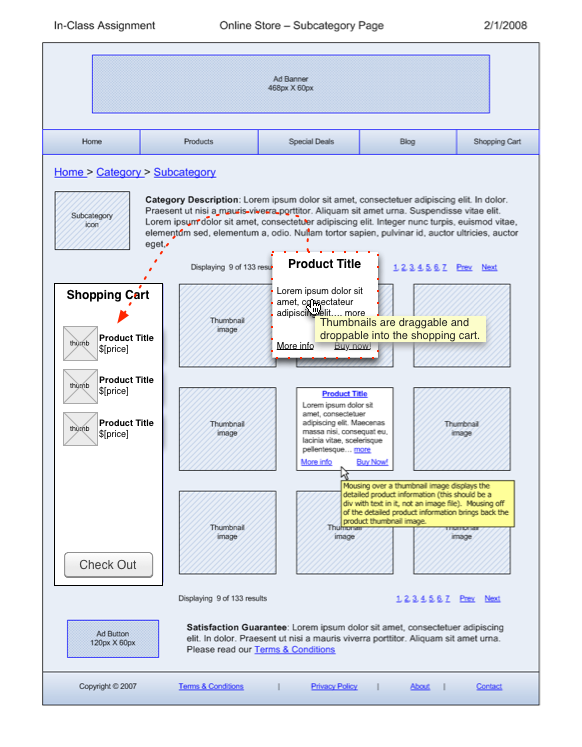 In-Class Assignment
Online Store – Subcategory Page
2/1/2008
Ad Banner
468px X 60px
Home
Products
Special Deals
Blog
Shopping Cart
Home > Category > Subcategory
Subcategory
icon
Category Description: Lorem ipsum dolor sit amet, consectetuer adipiscing elit. In dolor.
Praesent ut nisi a mauris viverra porttitor. Aliquam sit amet urna. Suspendisse vitae elit.
Lorem ipsum dolor sit amet, consectetuer adipiscing elit. Integer nunc turpis, euismod vitae,
elementum sed, elementum a, odio. Nullam tortor sapien, pulvinar id, auctor ultricies, auctor
eget.
Displaying 9 of 133
1, 2, 3, 4, 5, 6, 7 Prev Next
Product Title
Lorem ipsum dolor sit
amet, consectateur
adipiscing elit.... more
More info Buy now!
Thumbnails are draggable and
droppable into the shopping cart.
Shopping Cart
thumb
Product Title
$[price]
thumb
Product Title
$[price]
thumb
Product Title
$[price]
Check Out
Thumbnail
image
Thumbnail
image
Product Title
Lorem ipsum dolor sit
amet, consectetuer
adipiscing elit. Maecenas
massa nisi, consequat eu,
lacinia vitae, scelerisque
pellentesque... more
More info Buy Now!
Thumbnail
image
Mousing over a thumbnail image displays the
detailed product information (this should be a
div with text in it, not an image file). Mousing off
of the detailed product information brings back the
product thumbnail image.
Thumbnail
image
image
image
Displaying 9 of 133 results
1, 2, 3, 4, 5, 6, 7 Prev Next
Ad Button
120px X 60px
Satisfaction Guarantee: Lorem ipsum dolor sit amet, consectetuer adipiscing
elit. In dolor. Praesent ut nisi a mauris viverra porttitor. Aliquam sit amet urna.
Please read our Terms & Conditions
Copyright © 2007
Terms & Conditions | Privacy Policy | About | Contact